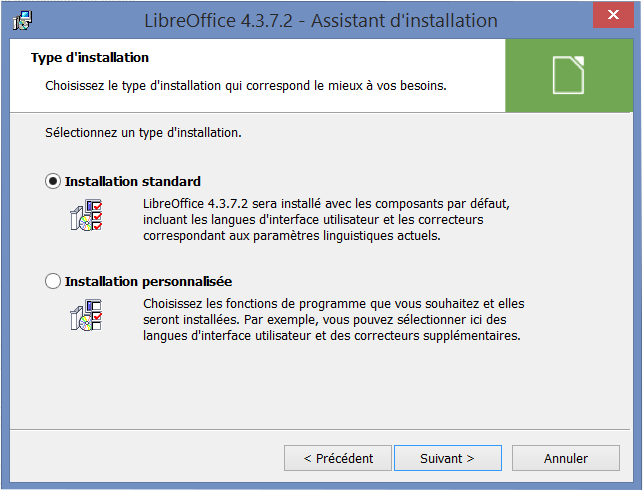 LibreOffice 4.3.7.2 - Assistant d'installation
Type d'installation
Choisissez le type d'installation qui correspond le mieux à vos besoins.
Sélectionnez un type d'installation.
Installation standard
LibreOffice 4.3.7.2 sera installé avec les composants par défaut,
incluant les langues d'interface utilisateur et les correcteurs
correspondant aux paramètres linguistiques actuels.
Installation personnalisée
Choisissez les fonctions de programme que vous souhaitez et elles
seront installées. Par exemple, vous pouvez sélectionner ici des
langues d'interface utilisateur et des correcteurs supplémentaires.
< Précédent
Suivant >
Annuler